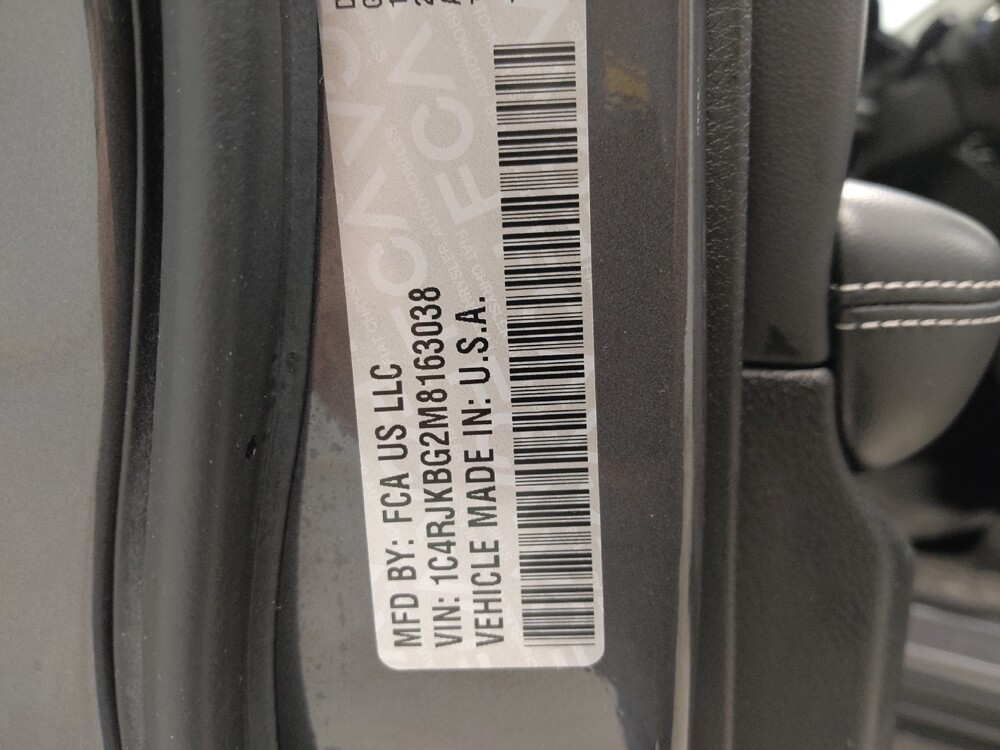 MFD BY: FCA US LLC
VIN: 1C4RJKBG2M8163038
VEHICLE MADE IN: U.S.A.